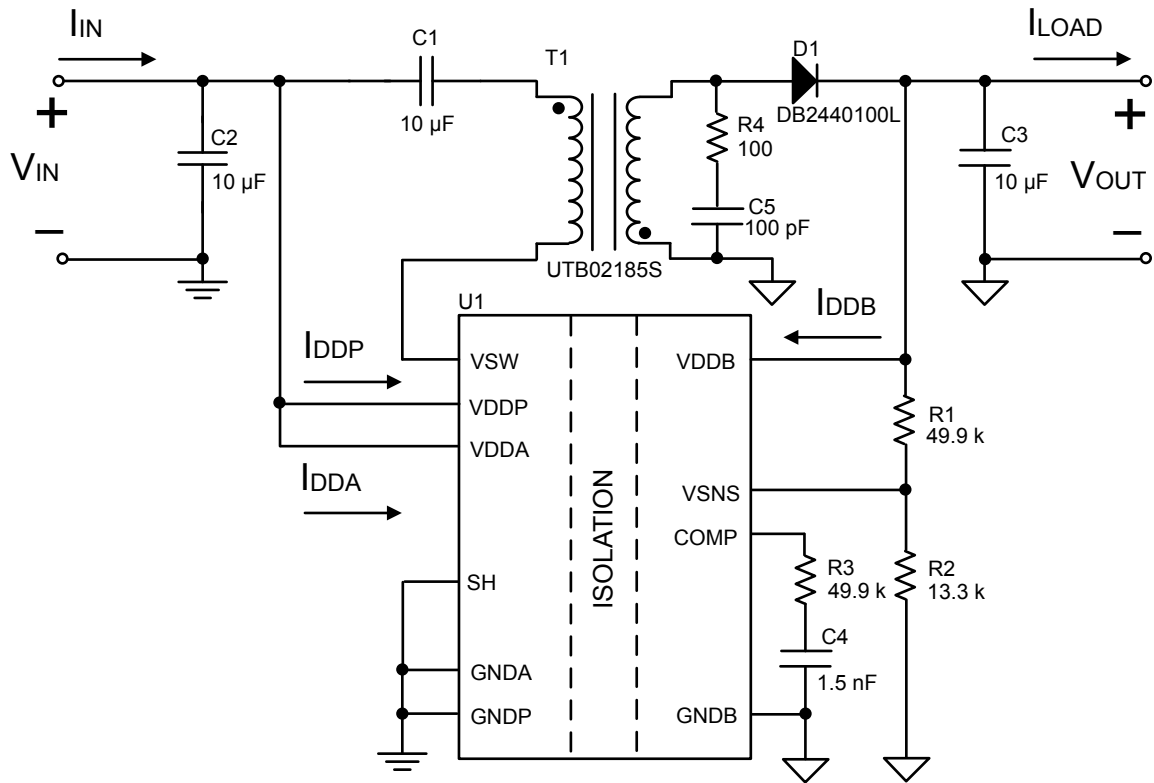 IIN
C1
10 µF
T1
D1
DB2440100L
ILOAD
+
VIN
−
C2
10 µF
R4
100
C5
100 pF
C3
10 µF
+
VOUT
−
UTB02185S
U1
IDDB
IDDP
VSW
VDDB
VDDP
VDDA
R1
49.9 k
IDDA
VSNS
COMP
ISOLATION
SH
R3
49.9 k
R2
13.3 k
C4
1.5 nF
GNDA
GNDP
GNDB